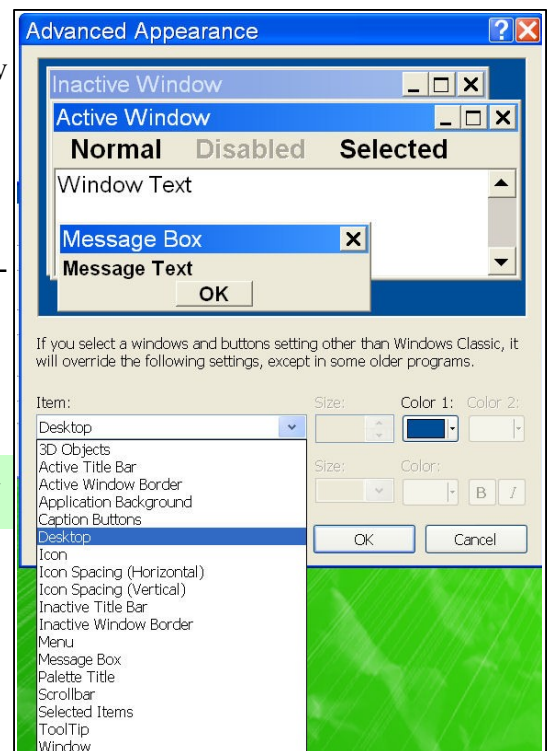 Advanced Appearance
Inactive Window
Active Window
Normal Disabled Selected
Window Text
Message Box
Message Text
OK
If you select a windows and buttons setting other than Windows Classic, it
will override the following settings, except in some older programs.
Item: Size: Color 1: Color 2:
Desktop
Size: Color:
B I
OK Cancel
3D Objects
Active Title Bar
Active Window Border
Application Background
Caption Buttons
Desktop
Icon
Icon Spacing (Horizontal)
Icon Spacing (Vertical)
Inactive Title Bar
Inactive Window Border
Menu
Message Box
Palette Title
Scrollbar
Selected Items
ToolTip
Window